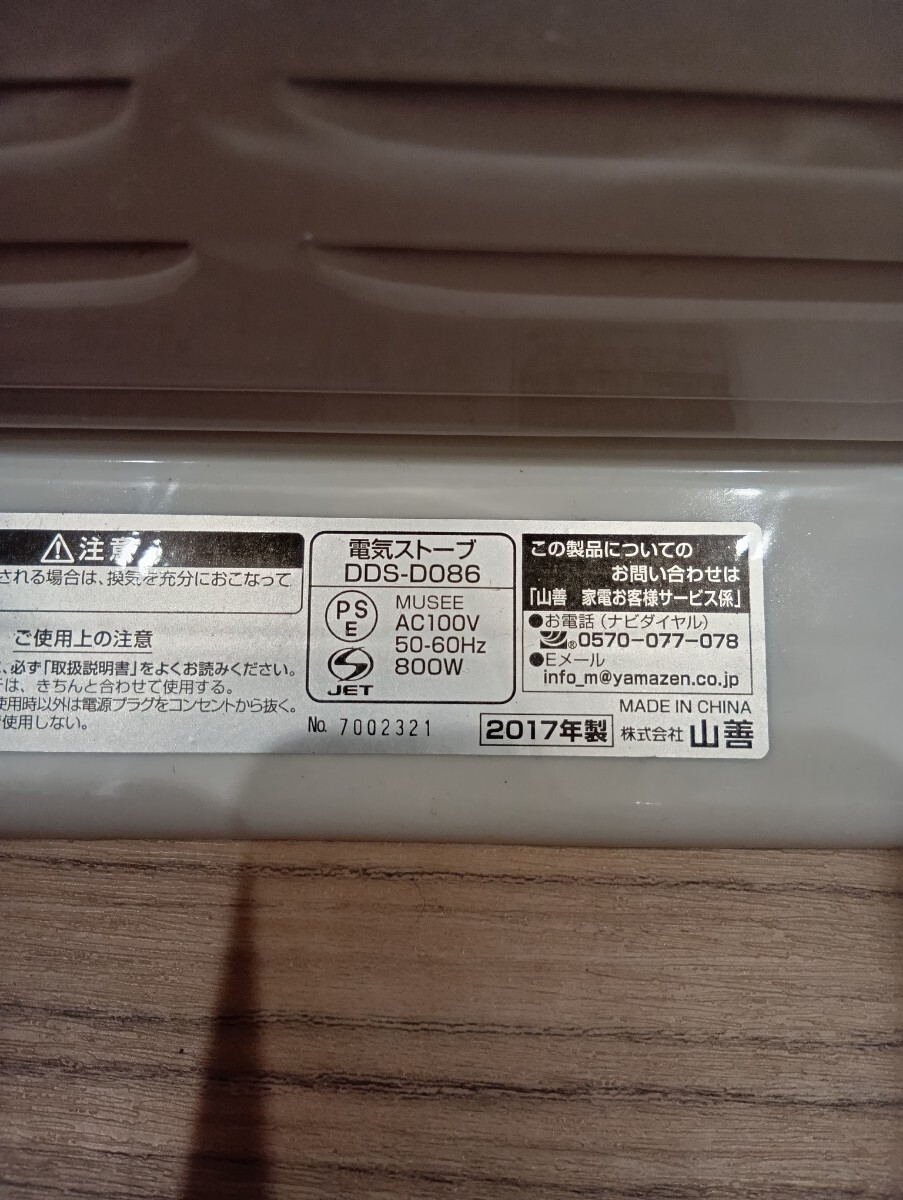 注意
される場合は、換気を充分におこなって
ご使用上の注意
、必ず「取扱説明書」をよくお読みください。
は、きちんと合わせて使用する。
使用時以外は電源プラグをコンセントから抜く。
使用しない。
電気ストーブ
DDS-D086
PS
E
MUSEE
AC100V
50-60Hz
800W
JET
No. 7002321
2017年製
この製品についての
お問い合わせは
「山善 家電お客様サービス係」
●お電話（ナビダイヤル）
0570-077-078
●Eメール
info_m@yamazen.co.jp
MADE IN CHINA
株式会社 山善